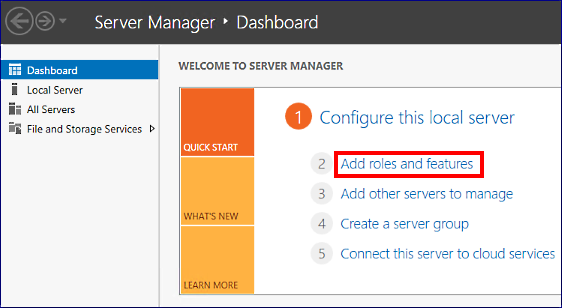 Server Manager ‣ Dashboard
Dashboard
Local Server
All Servers
File and Storage Services
WELCOME TO SERVER MANAGER
QUICK START
WHAT'S NEW
LEARN MORE
1 Configure this local server
2 Add roles and features
3 Add other servers to manage
4 Create a server group
5 Connect this server to cloud services